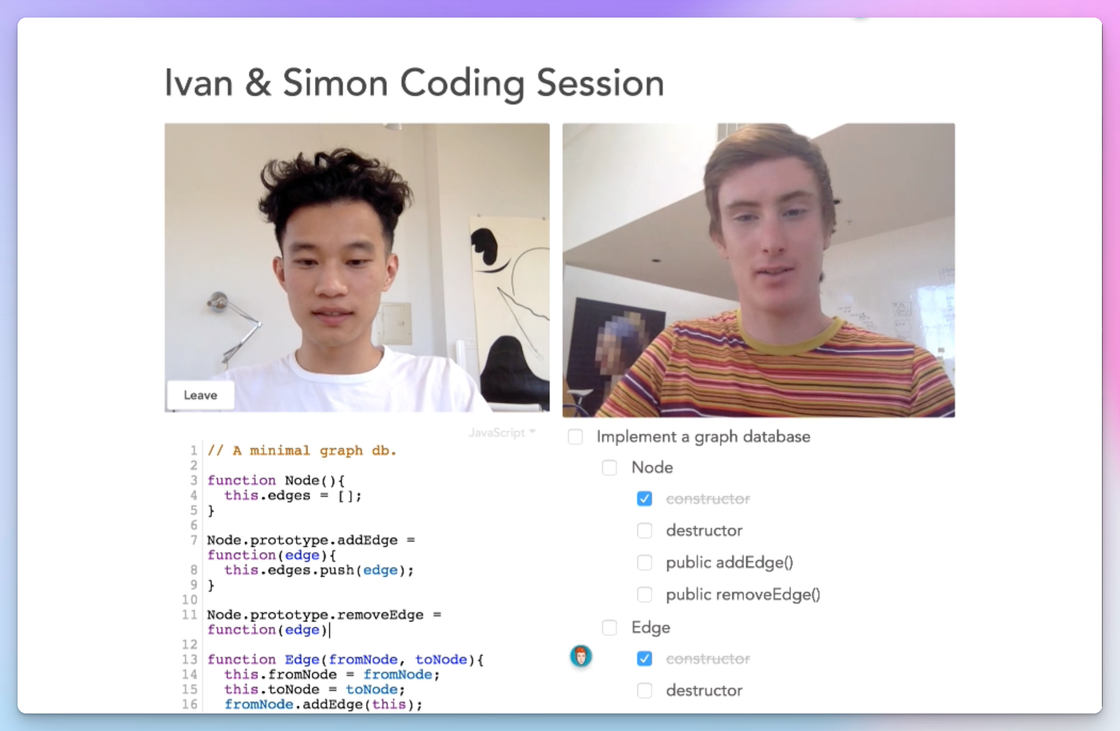 Ivan & Simon Coding Session
Leave
JavaScript
1 // A minimal graph db.
2
3 function Node(){
4   this.edges = [];
5 }
6
7 Node.prototype.addEdge =
function(edge){
8   this.edges.push(edge);
9 }
10
11 Node.prototype.removeEdge =
function(edge)
12
13 function Edge(fromNode, toNode){
14   this.fromNode = fromNode;
15   this.toNode = toNode;
16   fromNode.addEdge(this);
Implement a graph database
Node
constructor
destructor
public addEdge()
public removeEdge()
Edge
constructor
destructor